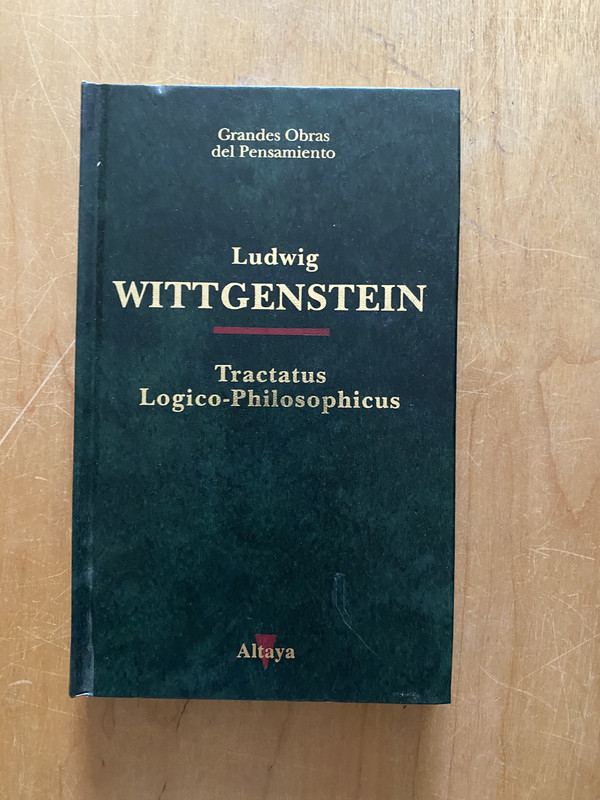 Grandes Obras
del Pensamiento
Ludwig
WITTGENSTEIN
Tractatus
Logico-Philosophicus
Altaya